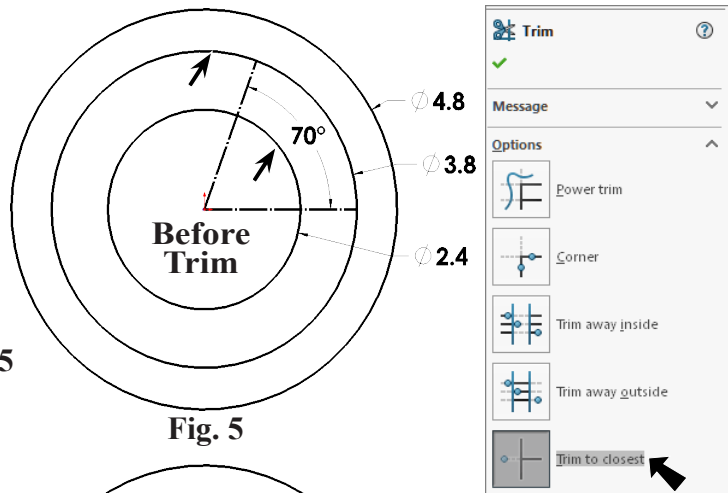 Ø 4.8
70°
Ø 3.8
Before
Trim
Ø 2.4
5
Fig. 5
Trim
?
Message
Options
Power trim
Corner
Trim away inside
Trim away outside
Trim to closest